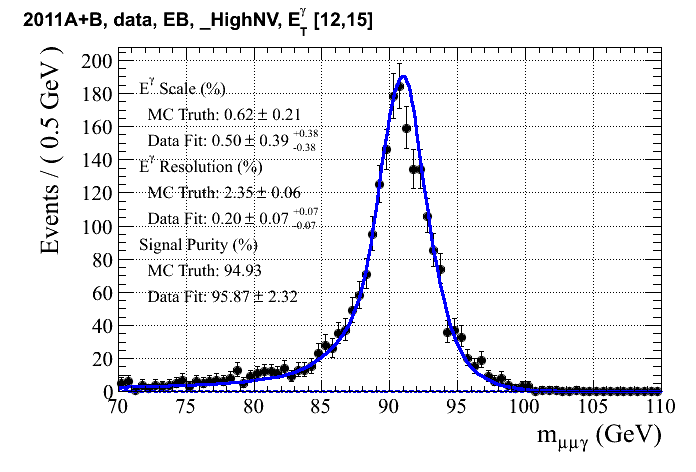 2011A+B, data, EB, _HighNV, E_T^γ [12,15]
Events / ( 0.5 GeV )
200
180
160
140
120
100
80
60
40
20
0
E^γ Scale (%)
MC Truth: 0.62 ± 0.21
Data Fit: 0.50 ± 0.39 +0.38 -0.38
E^γ Resolution (%)
MC Truth: 2.35 ± 0.06
Data Fit: 0.20 ± 0.07 +0.07 -0.07
Signal Purity (%)
MC Truth: 94.93
Data Fit: 95.87 ± 2.32
70 75 80 85 90 95 100 105 110
m_μμγ (GeV)